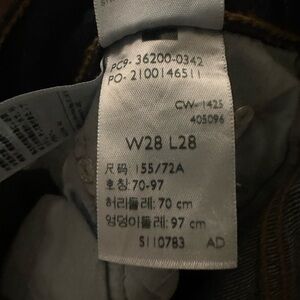 PC9- 36200-0342
PO- 2100146511
CW-1425
405096
W28 L28
尺码 155/72A
호칭: 70-97
허리둘레: 70 cm
엉덩이둘레: 97 cm
S110783 AD